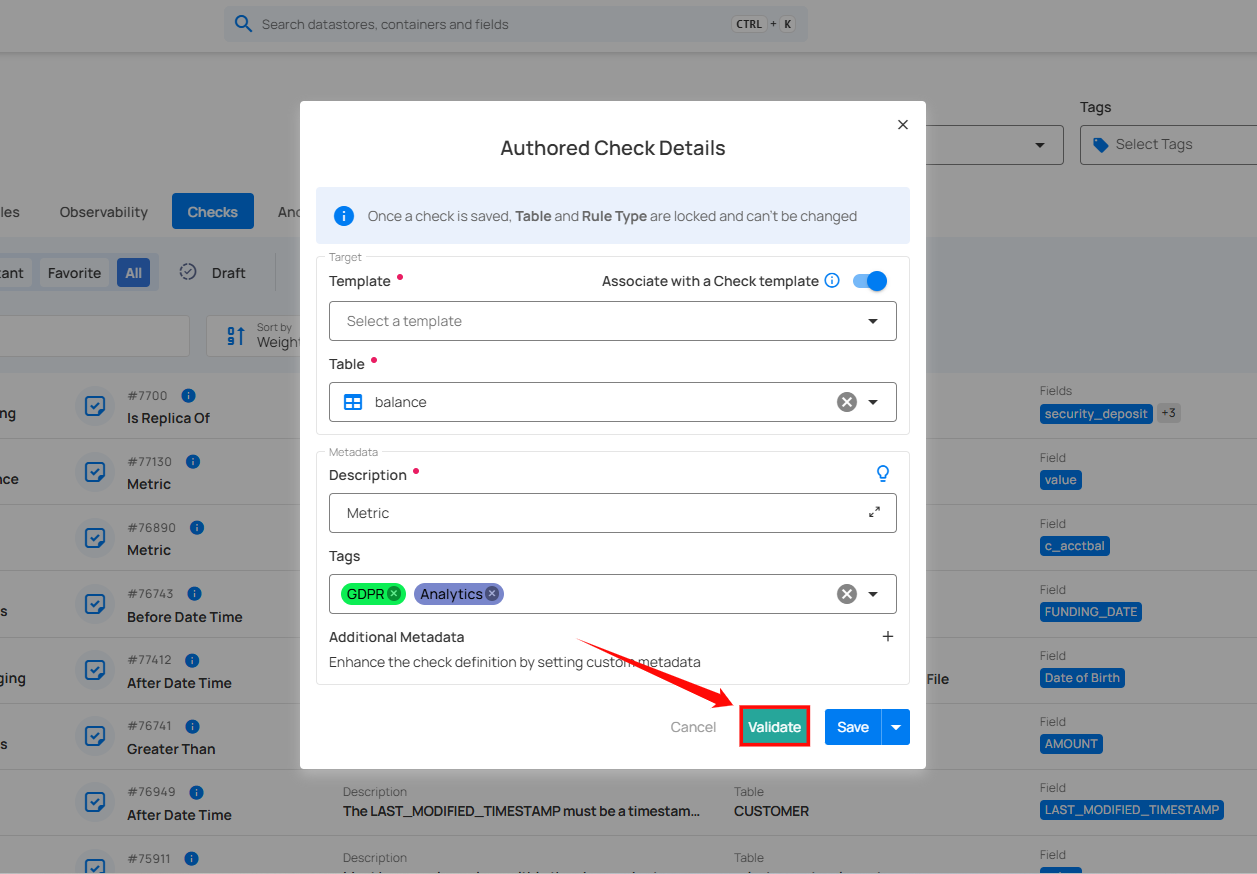 Search datastores, containers and fields
CTRL + K
Tags
Select Tags
les
Observability
Checks
Ano
tant
Favorite
All
Draft
Sort by
Weight
Authored Check Details
Once a check is saved, Table and Rule Type are locked and can't be changed
Target
Template
Associate with a Check template
Select a template
Table
balance
Metadata
Description
Metric
Tags
GDPR
Analytics
Additional Metadata
Enhance the check definition by setting custom metadata
Cancel
Validate
Save
ng
#7700
Is Replica Of
Fields
security_deposit +3
nce
#77130
Metric
Field
value
#76890
Metric
Field
c_acctbal
s
#76743
Before Date Time
Field
FUNDING_DATE
ging
#77412
After Date Time
File
Field
Date of Birth
s
#76741
Greater Than
Field
AMOUNT
#76949
After Date Time
Description
The LAST_MODIFIED_TIMESTAMP must be a timestam...
Table
CUSTOMER
Field
LAST_MODIFIED_TIMESTAMP
#75911
Description
Table
Field